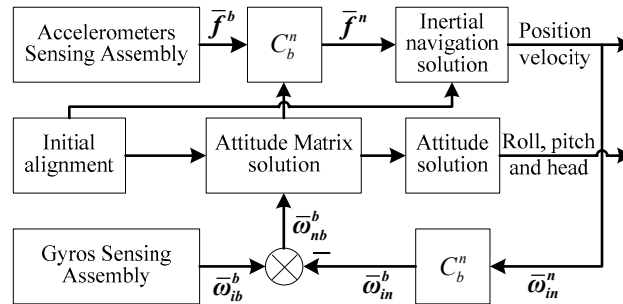 Accelerometers
Sensing Assembly
f̅ᵇ
C_b^n
f̅ⁿ
Inertial
navigation
solution
Position
velocity
Initial
alignment
Attitude Matrix
solution
Attitude
solution
Roll, pitch
and head
ω̅_nb^b
Gyros Sensing
Assembly
ω̅_ib^b
−
ω̅_in^b
C_b^n
ω̅_in^n